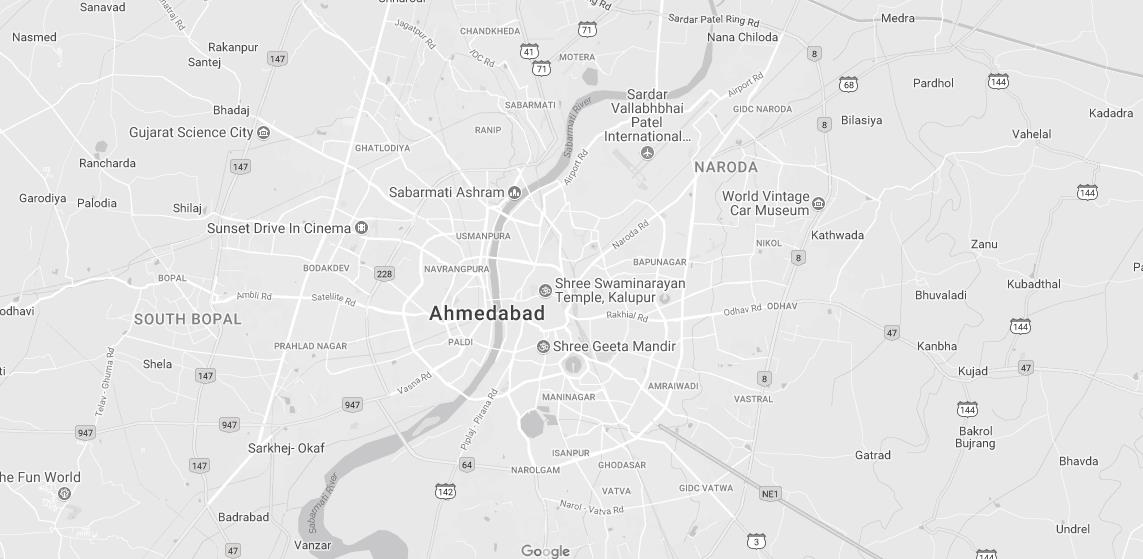 Sanavad
Sardar Patel Ring Rd
Medra
Nasmed
Jagatpur Rd
CHANDKHEDA
71
Nana Chiloda
Rakanpur
147
41
JOC Rd
MOTERA
8
Santej
71
Airport Rd
68
Pardhol
144
SABARMATI
Sardar
Vallabhbhai
Patel
International...
GIDC NARODA
Bhadaj
Kadadra
Gujarat Science City
RANIP
Sabarmati River
8
Bilasiya
Vahelal
GHATLODIYA
Rancharda
147
Airport Rd
NARODA
Garodiya
Palodia
Shilaj
Sabarmati Ashram
World Vintage
Car Museum
144
Sunset Drive In Cinema
USMANPURA
Naroda Rd
NIKOL
Kathwada
Zanu
BODAKDEV
228
NAVRANGPURA
BAPUNAGAR
8
BOPAL
Shree Swaminarayan
Temple, Kalupur
Kubadthal
Ambli Rd
Satellite Rd
Bhuvaladi
odhavi
SOUTH BOPAL
Ahmedabad
Rakhial Rd
Odhav Rd
ODHAV
144
47
PRAHLAD NAGAR
PALDI
Shree Geeta Mandir
Kanbha
Shela
147
Telav - Ghuma Rd
Vasna Rd
AMRAIWADI
8
Kujad
47
947
Piplaj - Pirana Rd
MANINAGAR
VASTRAL
144
947
947
Bakrol
Bujrang
Sarkhej- Okaf
ISANPUR
Gatrad
Bhavda
147
64
NAROLGAM
GHODASAR
he Fun World
142
VATVA
GIDC VATWA
NE1
Sabarmati River
Narol - Vatva Rd
Badrabad
Undrel
Vanzar
47
Google
3
144